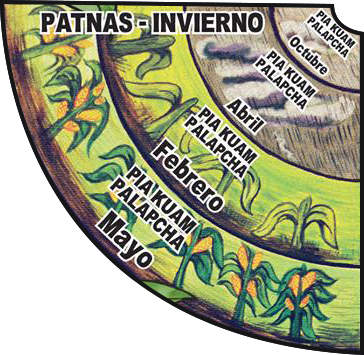 PATNAS - INVIERNO
PIA KUAM
PALAPCHA
Octubre
PIA KUAM
PALAPCHA
Abril
PIA KUAM
PALAPCHA
Febrero
PIA KUAM
PALAPCHA
Mayo